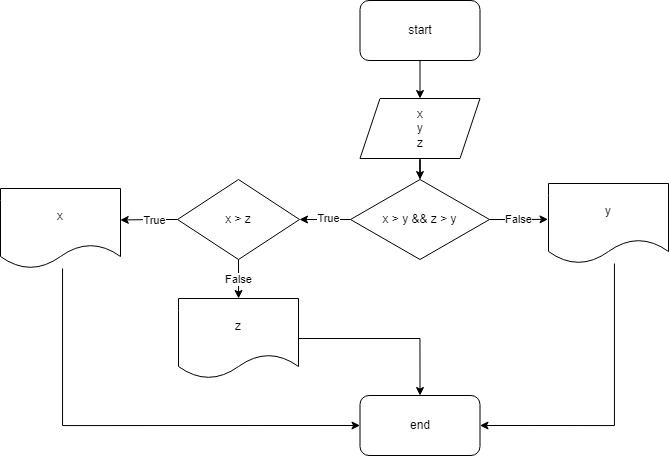 start
x
y
z
x > y && z > y
True
False
x > z
True
False
x
y
z
end